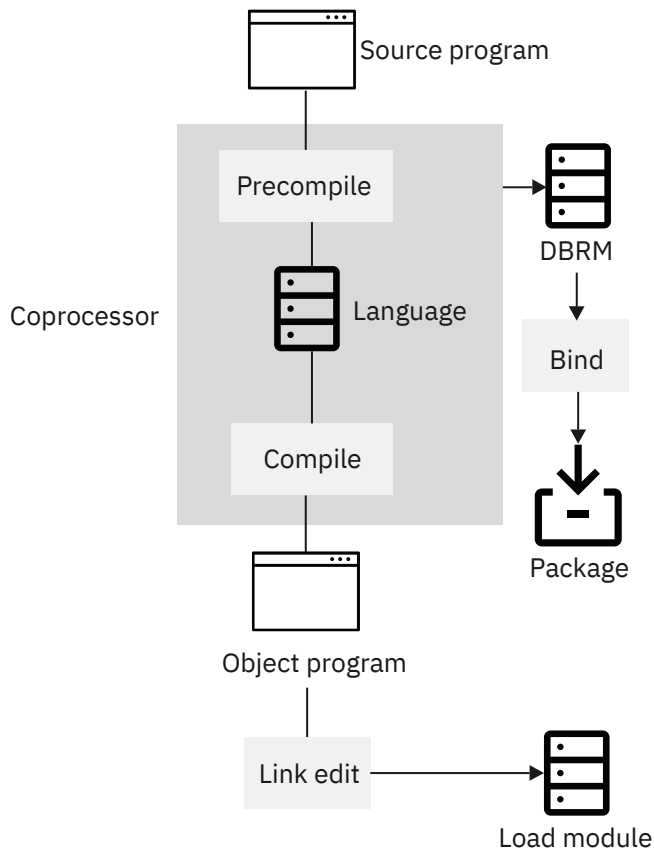 Source program
Precompile
DBRM
Coprocessor
Language
Bind
Compile
Package
Object program
Link edit
Load module